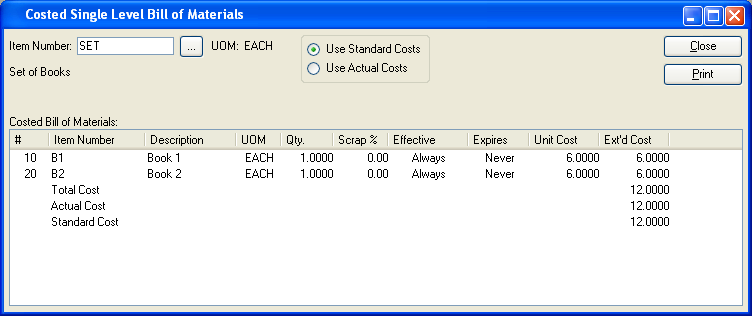 Costed Single Level Bill of Materials
Item Number: SET ... UOM: EACH Use Standard Costs Close
Set of Books Use Actual Costs Print
Costed Bill of Materials:
# Item Number Description UOM Qty. Scrap % Effective Expires Unit Cost Ext'd Cost
10 B1 Book 1 EACH 1.0000 0.00 Always Never 6.0000 6.0000
20 B2 Book 2 EACH 1.0000 0.00 Always Never 6.0000 6.0000
Total Cost 12.0000
Actual Cost 12.0000
Standard Cost 12.0000